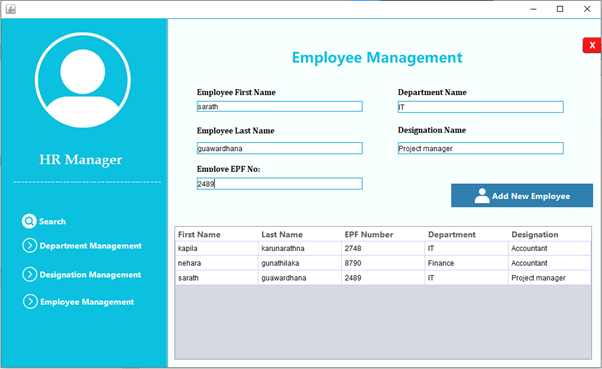 Employee Management
X
Employee First Name
Department Name
sarath
IT
Employee Last Name
Designation Name
guawardhana
Project manager
Employe EPF No:
2489
Add New Employee
HR Manager
Search
Department Management
Designation Management
Employee Management
First Name Last Name EPF Number Department Designation
kapila karunarathna 2748 IT Accountant
nehara gunathilaka 8790 Finance Accountant
sarath guawardhana 2489 IT Project manager